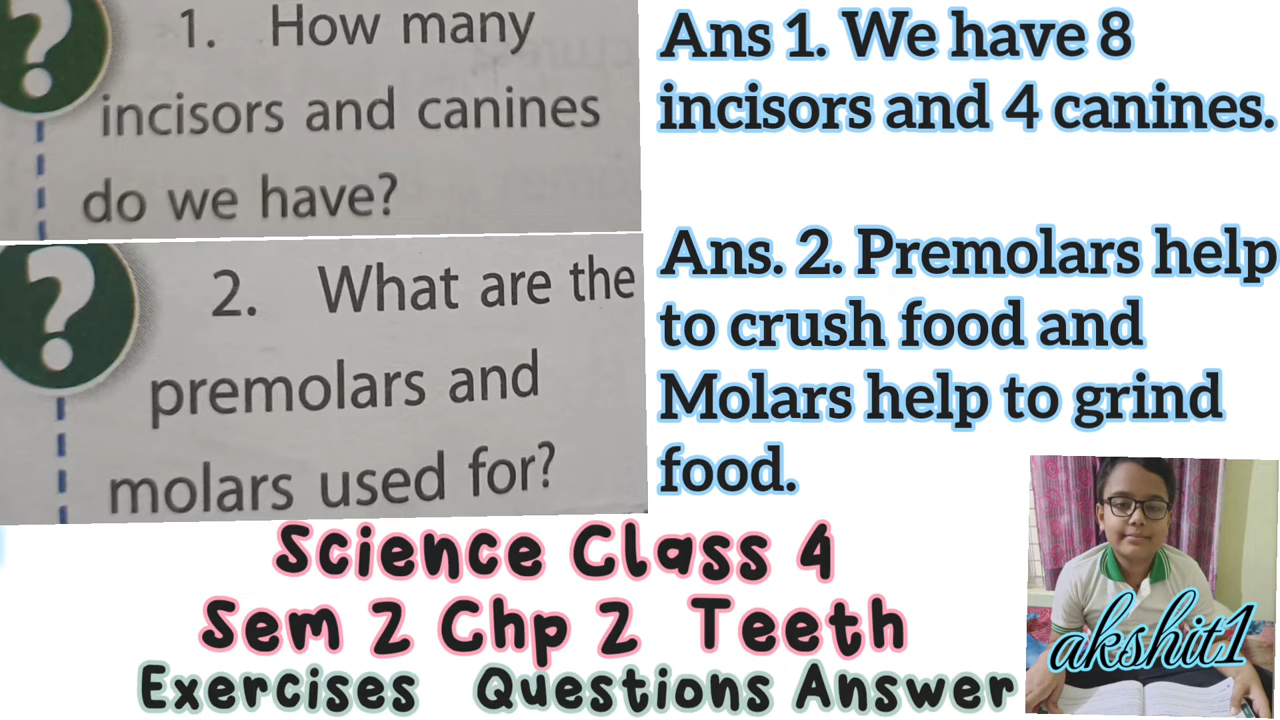 ?
1. How many
incisors and canines
do we have?
?
2. What are the
premolars and
molars used for?
Ans 1. We have 8
incisors and 4 canines.
Ans. 2. Premolars help
to crush food and
Molars help to grind
food.
Science Class 4
Sem 2 Chp 2 Teeth
Exercises Questions Answer
akshit1